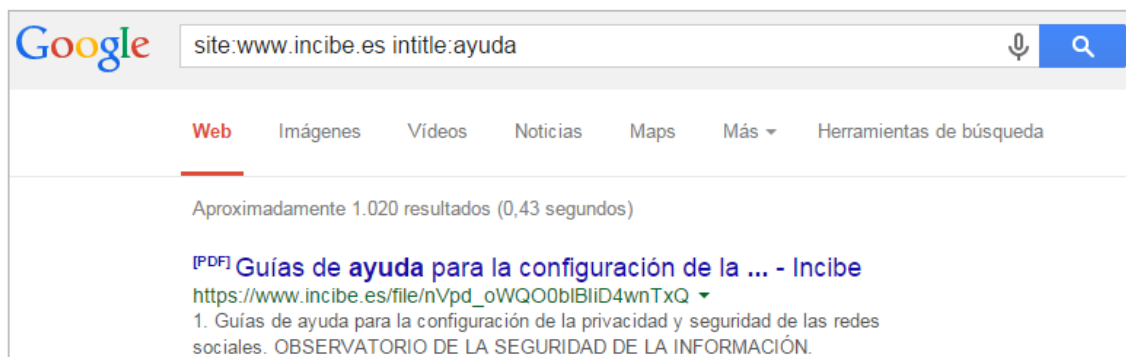 Google site:www.incibe.es intitle:ayuda
Web Imágenes Vídeos Noticias Maps Más Herramientas de búsqueda
Aproximadamente 1.020 resultados (0,43 segundos)
[PDF] Guías de ayuda para la configuración de la ... - Incibe
https://www.incibe.es/file/nVpd_oWQO0blBliD4wnTxQ
1. Guías de ayuda para la configuración de la privacidad y seguridad de las redes
sociales. OBSERVATORIO DE LA SEGURIDAD DE LA INFORMACIÓN.